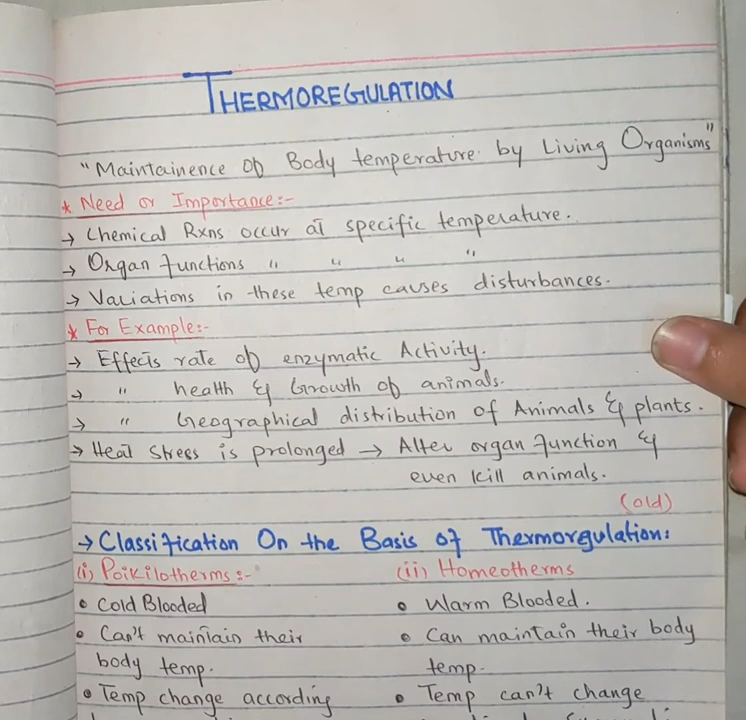 THERMOREGULATION
"Maintainence of Body temperature by Living Organisms"
* Need or Importance:-
→ Chemical Rxns occur at specific temperature.
→ Organ functions " " " "
→ Variations in these temp causes disturbances.
* For Example:-
→ Effects rate of enzymatic Activity.
→ " health & Growth of animals.
→ " Geographical distribution of Animals & plants.
→ Heat Stress is prolonged → Alter organ function &
even kill animals.
(old)
→ Classification On the Basis of Thermorgulation:
(i) Poikilotherms:-
• Cold Blooded
• Can't maintain their
body temp.
• Temp change according
(ii) Homeotherms
• Warm Blooded.
• Can maintain their body
temp.
• Temp can't change